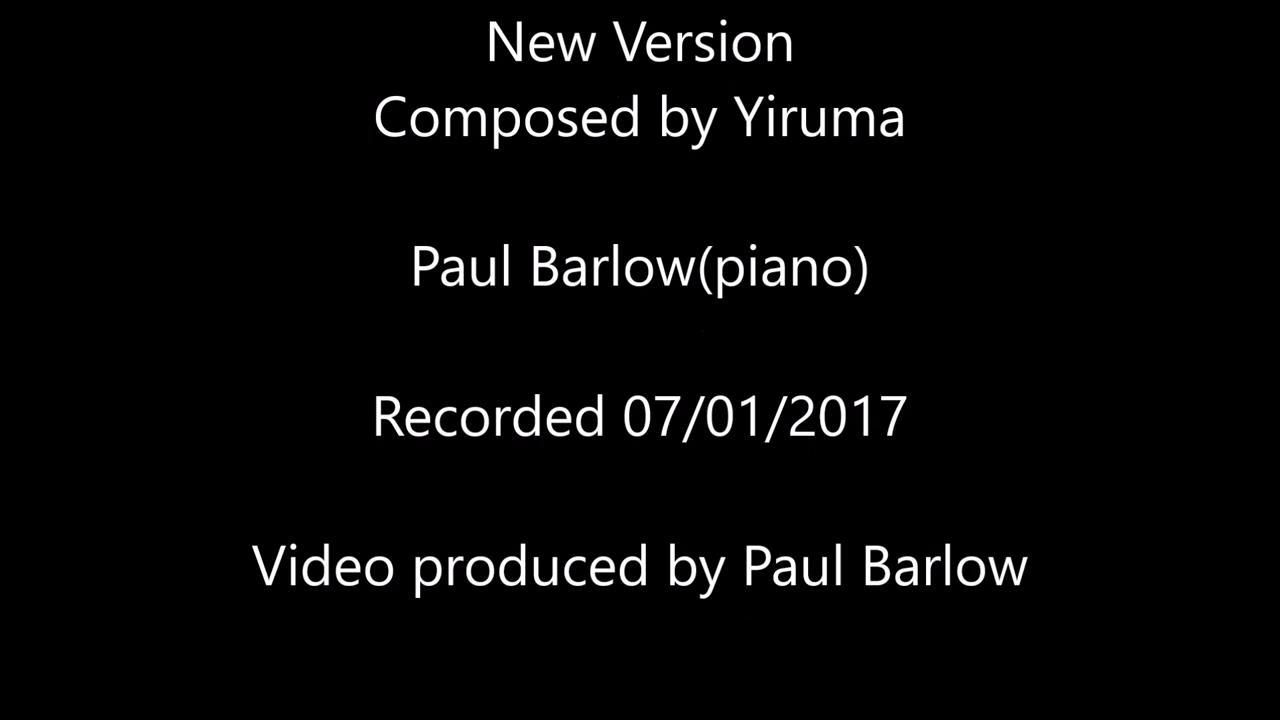 New Version
Composed by Yiruma
Paul Barlow(piano)
Recorded 07/01/2017
Video produced by Paul Barlow